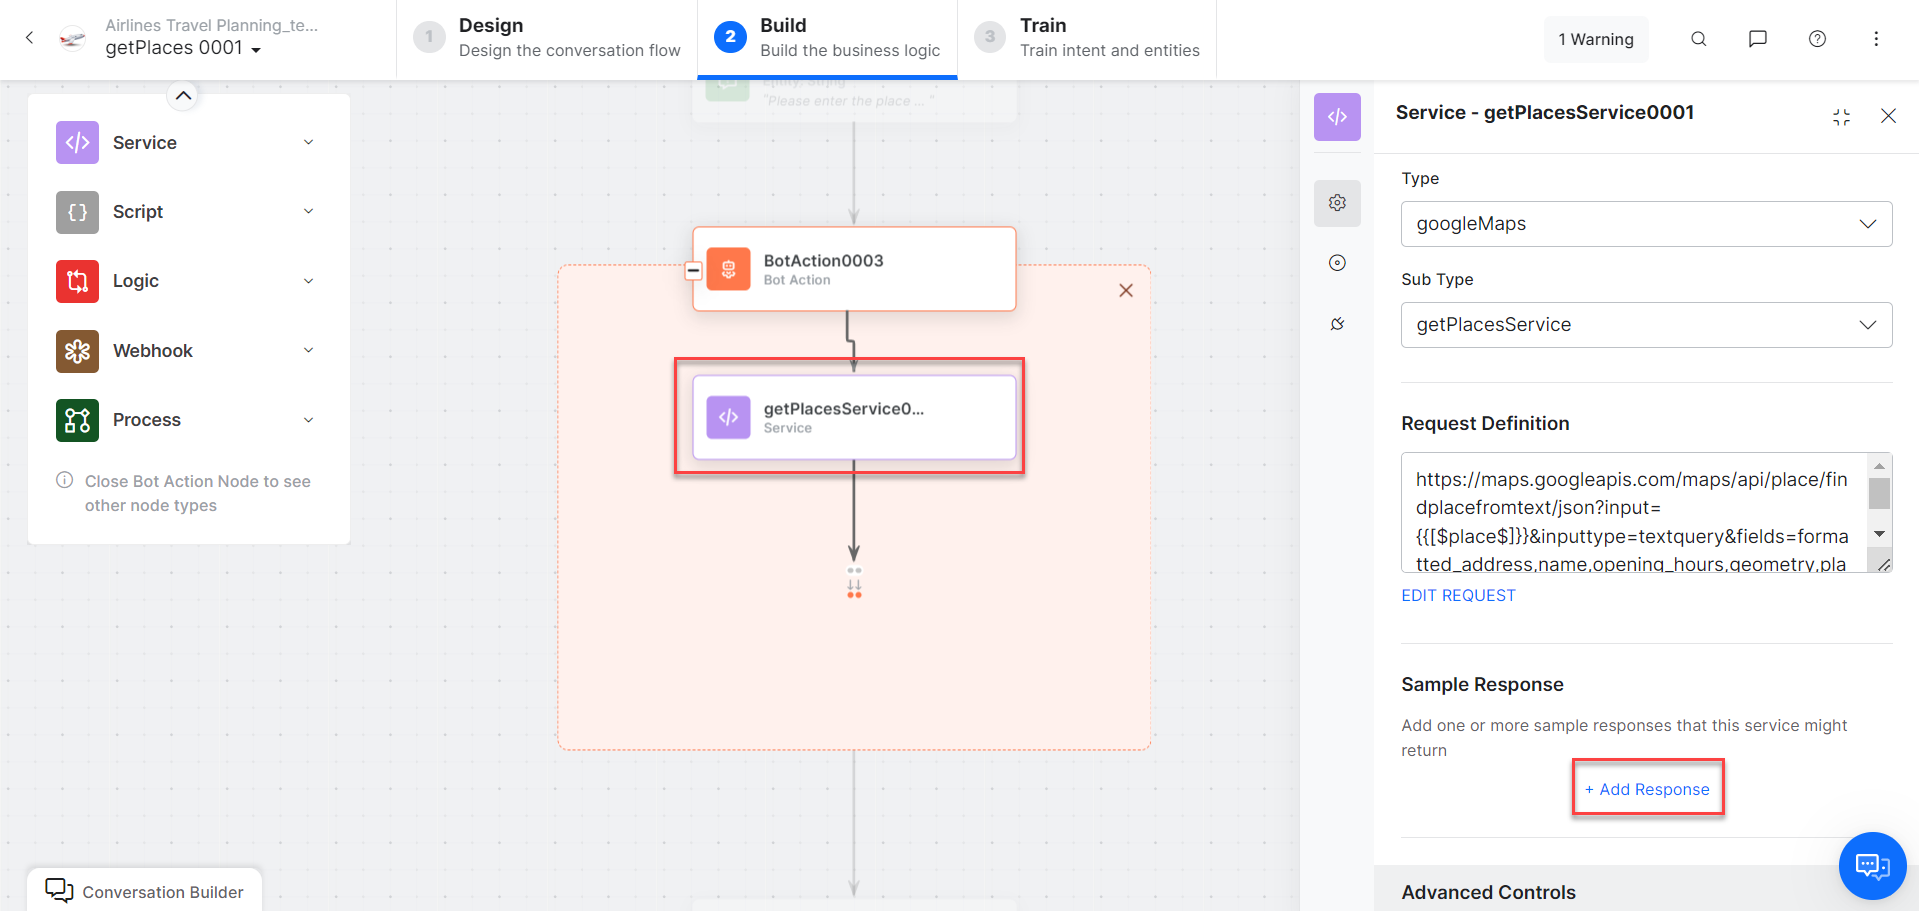 Airlines Travel Planning_te...
getPlaces 0001
1
Design
Design the conversation flow
2
Build
Build the business logic
3
Train
Train intent and entities
1 Warning
Service
Script
Logic
Webhook
Process
Close Bot Action Node to see
other node types
"Please enter the place ... "
BotAction0003
Bot Action
getPlacesService0...
Service
Conversation Builder
Service - getPlacesService0001
Type
googleMaps
Sub Type
getPlacesService
Request Definition
https://maps.googleapis.com/maps/api/place/fin
dplacefromtext/json?input=
{{[$place$]}}&inputtype=textquery&fields=forma
tted_address,name,opening_hours,geometry,pla
EDIT REQUEST
Sample Response
Add one or more sample responses that this service might
return
+ Add Response
Advanced Controls